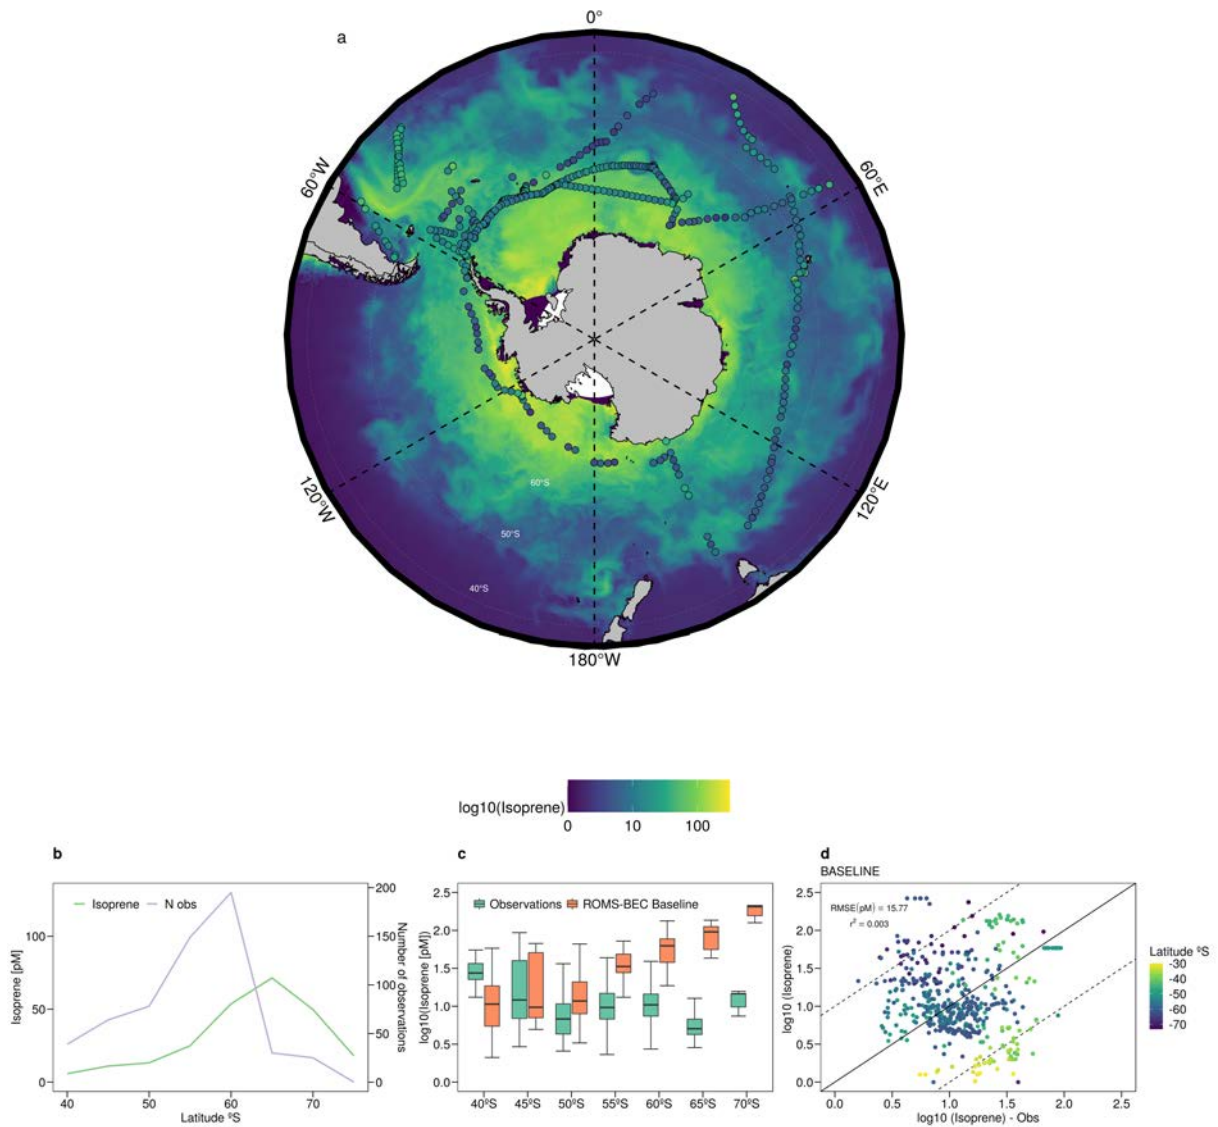 a
0°
60°W
60°E
120°W
120°E
60°S
50°S
40°S
180°W
log10(Isoprene)
0 10 100
b
Isoprene N obs
Isoprene [pM]
100
50
0
Number of observations
200
150
100
50
0
40 50 60 70
Latitude ºS
c
Observations ROMS-BEC Baseline
log10(Isoprene [pM])
2.5
2.0
1.5
1.0
0.5
0.0
40ºS 45ºS 50ºS 55ºS 60ºS 65ºS 70ºS
d
BASELINE
RMSE(pM) = 15.77
r² = 0.003
log10 (Isoprene)
2.5
2.0
1.5
1.0
0.5
0.0
0.0 0.5 1.0 1.5 2.0 2.5
log10 (Isoprene) - Obs
Latitude ºS
-30
-40
-50
-60
-70